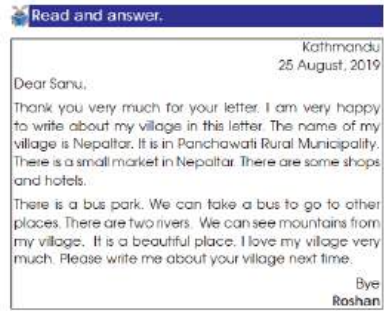 Read and answer.
Kathmandu
25 August, 2019
Dear Sanu,
Thank you very much for your letter. I am very happy
to write about my village in this letter. The name of my
village is Nepaltar. It is in Panchawati Rural Municipality.
There is a small market in Nepaltar. There are some shops
and hotels.
There is a bus park. We can take a bus to go to other
places. There are two rivers. We can see mountains from
my village. It is a beautiful place. I love my village very
much. Please write me about your village next time.
Bye
Roshan